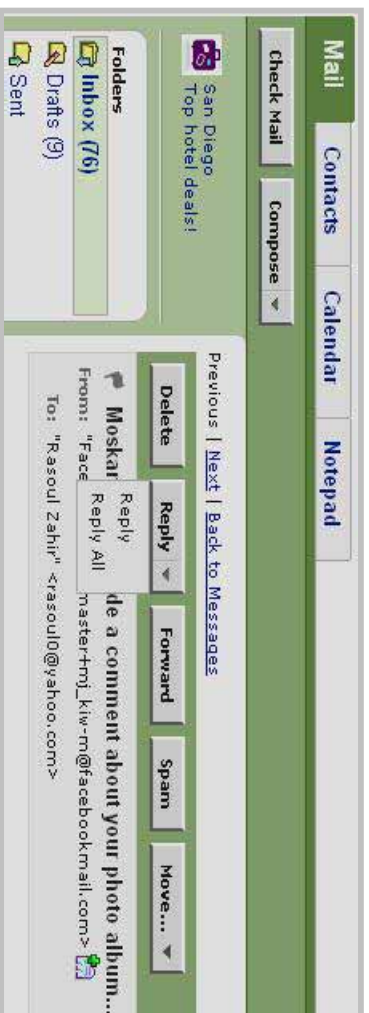 Mail Contacts Calendar Notepad
Check Mail Compose
San Diego
Top hotel deals!
Previous | Next | Back to Messages
Delete Reply Forward Spam Move...
Reply
Reply All
Folders
Inbox (76)
Drafts (9)
Sent
de a comment about your photo album...
From: "Face master+mj_kiw-m@facebookmail.com>
To: "Rasoul Zahir" <rasoul0@yahoo.com>